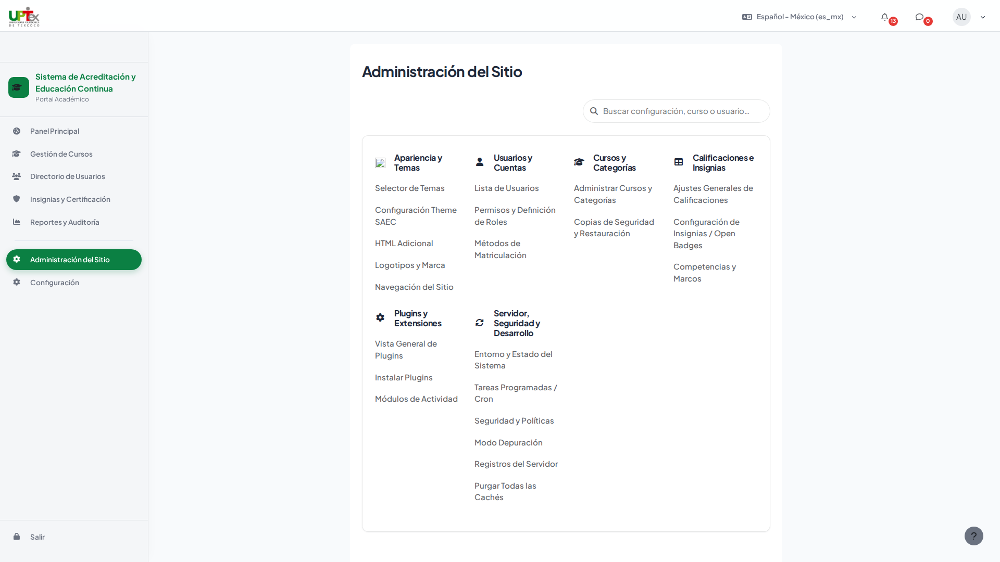 UPTex
UNIVERSIDAD POLITÉCNICA
DE TEXCOCO
Español - México (es_mx)
13
0
AU
Sistema de Acreditación y
Educación Continua
Portal Académico
Panel Principal
Gestión de Cursos
Directorio de Usuarios
Insignias y Certificación
Reportes y Auditoría
Administración del Sitio
Configuración
Salir
Administración del Sitio
Buscar configuración, curso o usuario...
Apariencia y
Temas
Selector de Temas
Configuración Theme
SAEC
HTML Adicional
Logotipos y Marca
Navegación del Sitio
Usuarios y
Cuentas
Lista de Usuarios
Permisos y Definición
de Roles
Métodos de
Matriculación
Cursos y
Categorías
Administrar Cursos y
Categorías
Copias de Seguridad
y Restauración
Calificaciones e
Insignias
Ajustes Generales de
Calificaciones
Configuración de
Insignias / Open
Badges
Competencias y
Marcos
Plugins y
Extensiones
Vista General de
Plugins
Instalar Plugins
Módulos de Actividad
Servidor,
Seguridad y
Desarrollo
Entorno y Estado del
Sistema
Tareas Programadas /
Cron
Seguridad y Políticas
Modo Depuración
Registros del Servidor
Purgar Todas las
Cachés
?